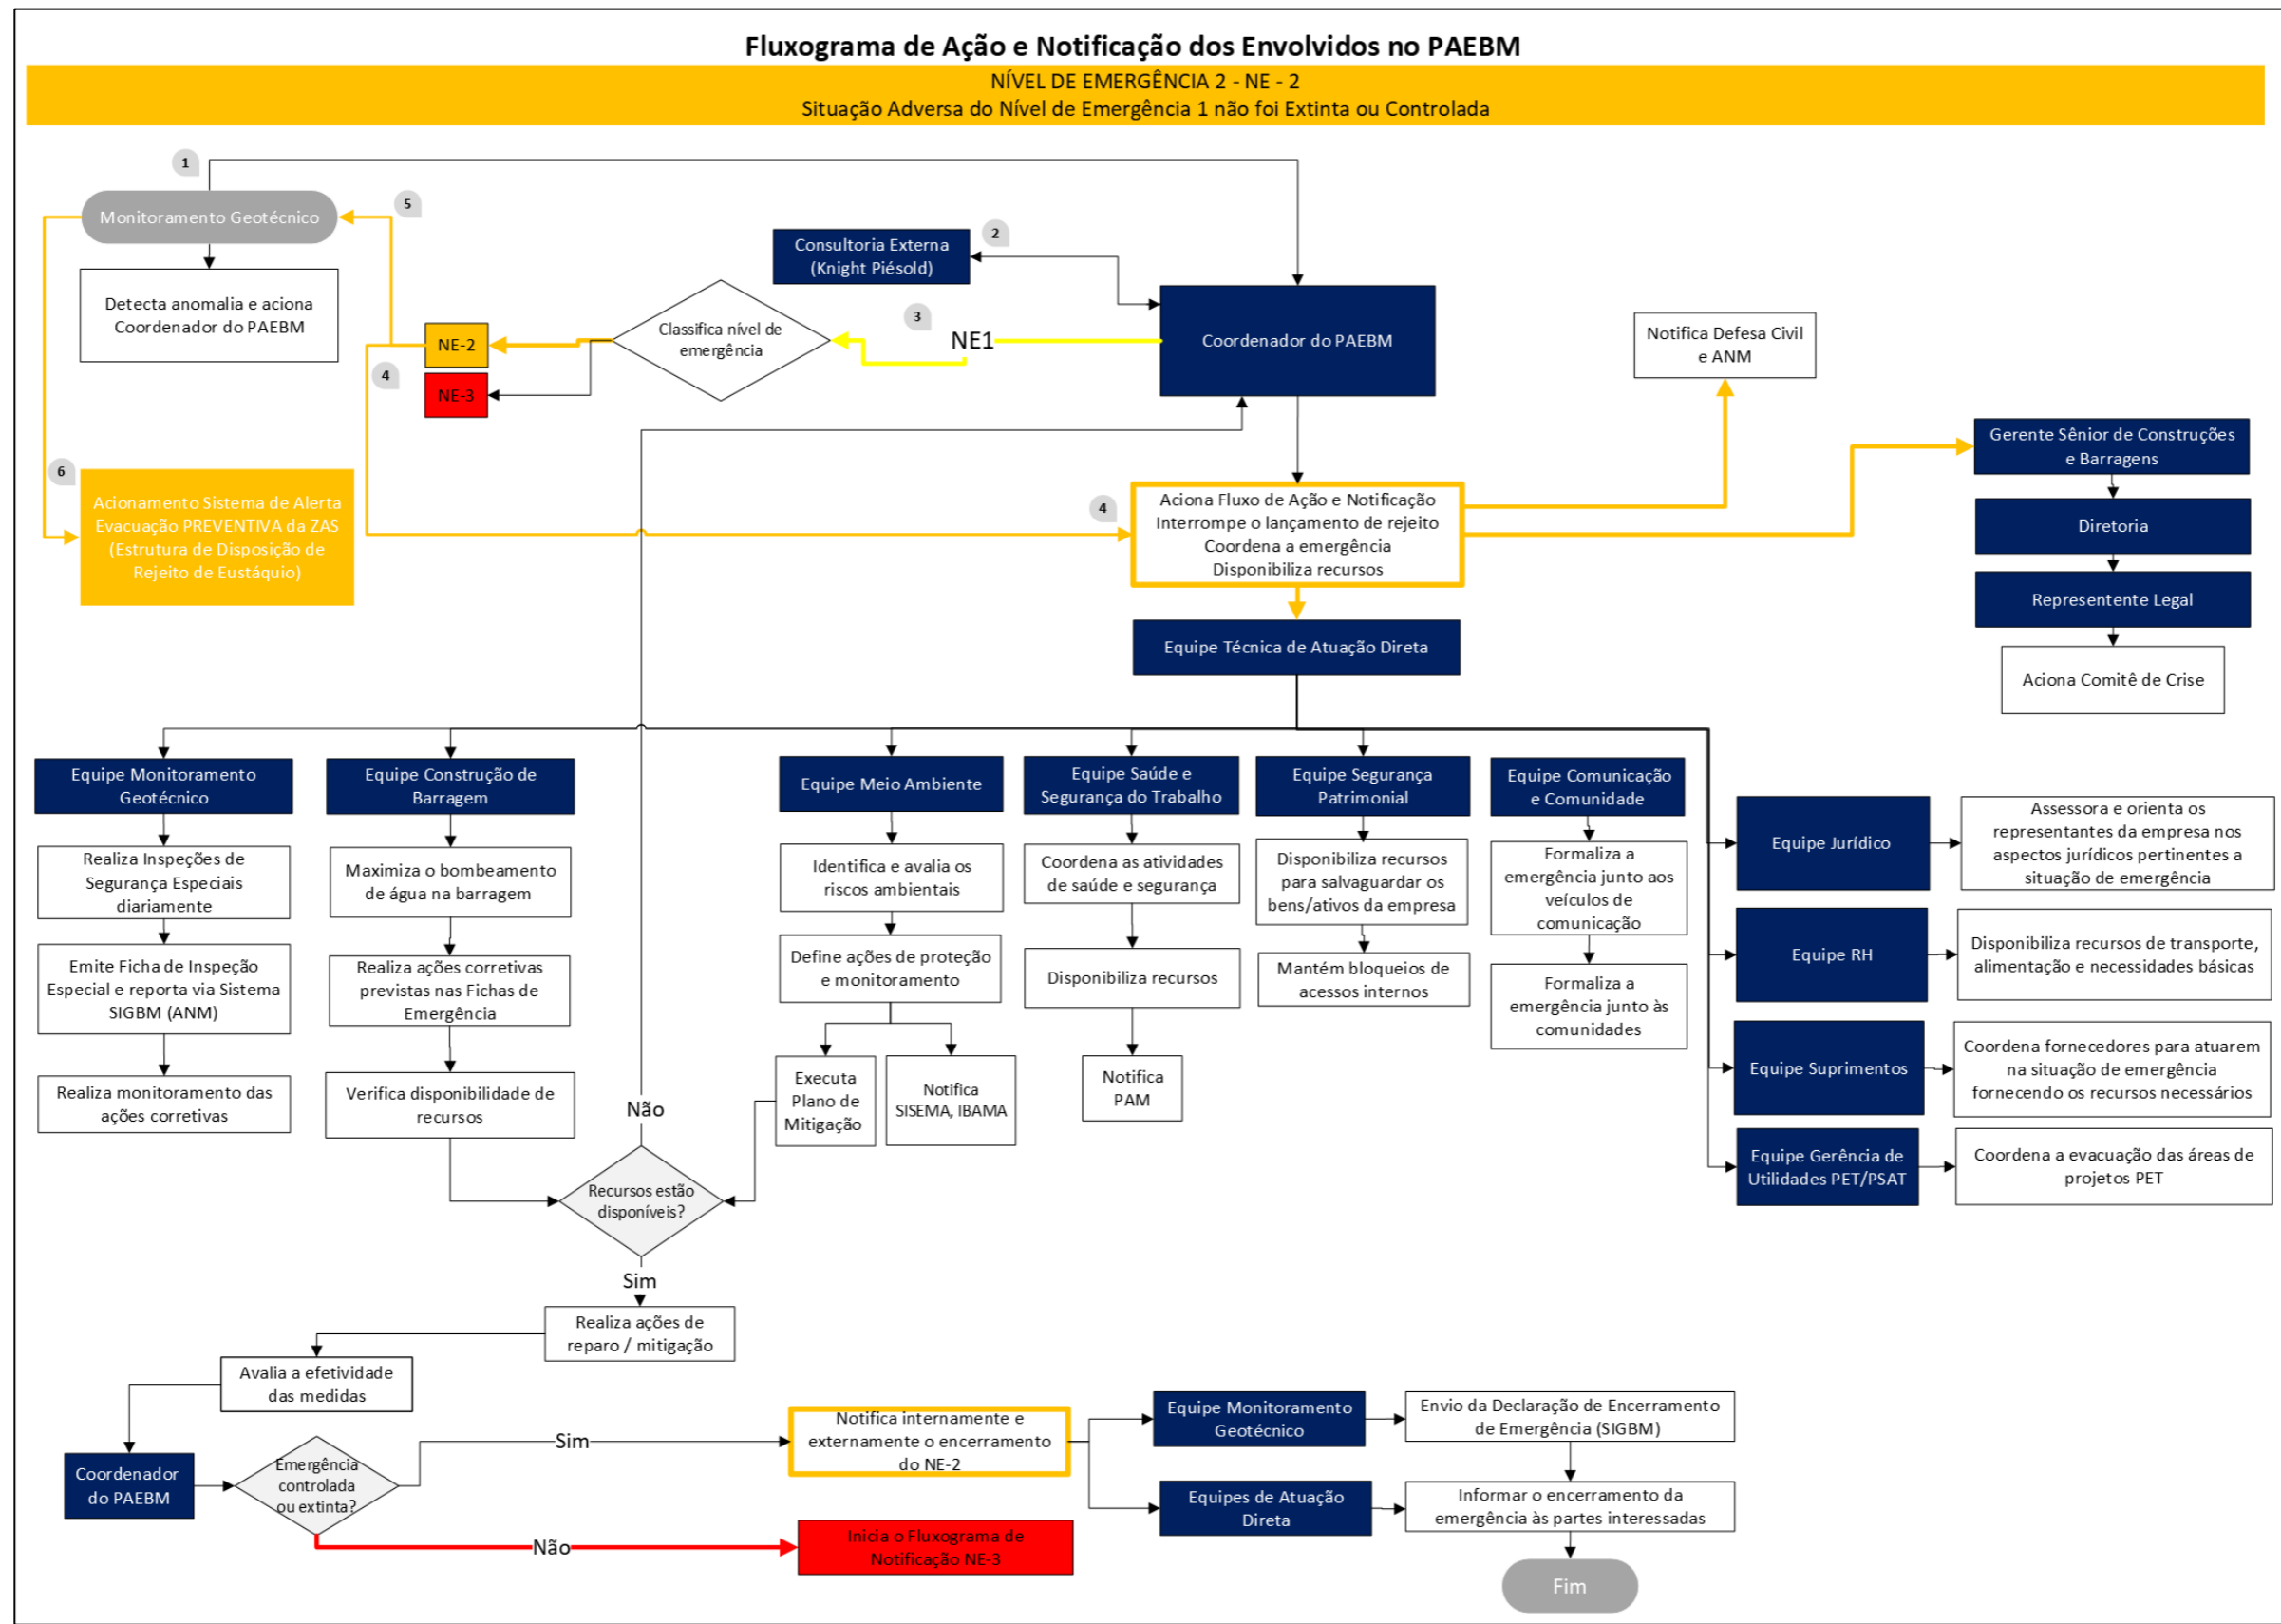 Fluxograma de Ação e Notificação dos Envolvidos no PAEBM
NÍVEL DE EMERGÊNCIA 2 - NE - 2
Situação Adversa do Nível de Emergência 1 não foi Extinta ou Controlada
1
Monitoramento Geotécnico
5
Detecta anomalia e aciona
Coordenador do PAEBM
Consultoria Externa
(Knight Piésold)
2
Classifica nível de
emergência
3
NE1
Coordenador do PAEBM
NE-2
4
NE-3
Notifica Defesa Civil
e ANM
Gerente Sênior de Construções
e Barragens
Diretoria
Representente Legal
Aciona Comitê de Crise
6
Acionamento Sistema de Alerta
Evacuação PREVENTIVA da ZAS
(Estrutura de Disposição de
Rejeito de Eustáquio)
4
Aciona Fluxo de Ação e Notificação
Interrompe o lançamento de rejeito
Coordena a emergência
Disponibiliza recursos
Equipe Técnica de Atuação Direta
Equipe Monitoramento
Geotécnico
Realiza Inspeções de
Segurança Especiais
diariamente
Emite Ficha de Inspeção
Especial e reporta via Sistema
SIGBM (ANM)
Realiza monitoramento das
ações corretivas
Equipe Construção de
Barragem
Maximiza o bombeamento
de água na barragem
Realiza ações corretivas
previstas nas Fichas de
Emergência
Verifica disponibilidade de
recursos
Equipe Meio Ambiente
Identifica e avalia os
riscos ambientais
Define ações de proteção
e monitoramento
Executa
Plano de
Mitigação
Notifica
SISEMA, IBAMA
Equipe Saúde e
Segurança do Trabalho
Coordena as atividades
de saúde e segurança
Disponibiliza recursos
Notifica
PAM
Equipe Segurança
Patrimonial
Disponibiliza recursos
para salvaguardar os
bens/ativos da empresa
Mantém bloqueios de
acessos internos
Equipe Comunicação
e Comunidade
Formaliza a
emergência junto aos
veículos de
comunicação
Formaliza a
emergência junto às
comunidades
Equipe Jurídico
Assessora e orienta os
representantes da empresa nos
aspectos jurídicos pertinentes a
situação de emergência
Equipe RH
Disponibiliza recursos de transporte,
alimentação e necessidades básicas
Equipe Suprimentos
Coordena fornecedores para atuarem
na situação de emergência
fornecendo os recursos necessários
Equipe Gerência de
Utilidades PET/PSAT
Coordena a evacuação das áreas de
projetos PET
Não
Recursos estão
disponíveis?
Sim
Realiza ações de
reparo / mitigação
Avalia a efetividade
das medidas
Coordenador
do PAEBM
Emergência
controlada
ou extinta?
Sim
Notifica internamente e
externamente o encerramento
do NE-2
Não
Inicia o Fluxograma de
Notificação NE-3
Equipe Monitoramento
Geotécnico
Envio da Declaração de Encerramento
de Emergência (SIGBM)
Equipes de Atuação
Direta
Informar o encerramento da
emergência às partes interessadas
Fim